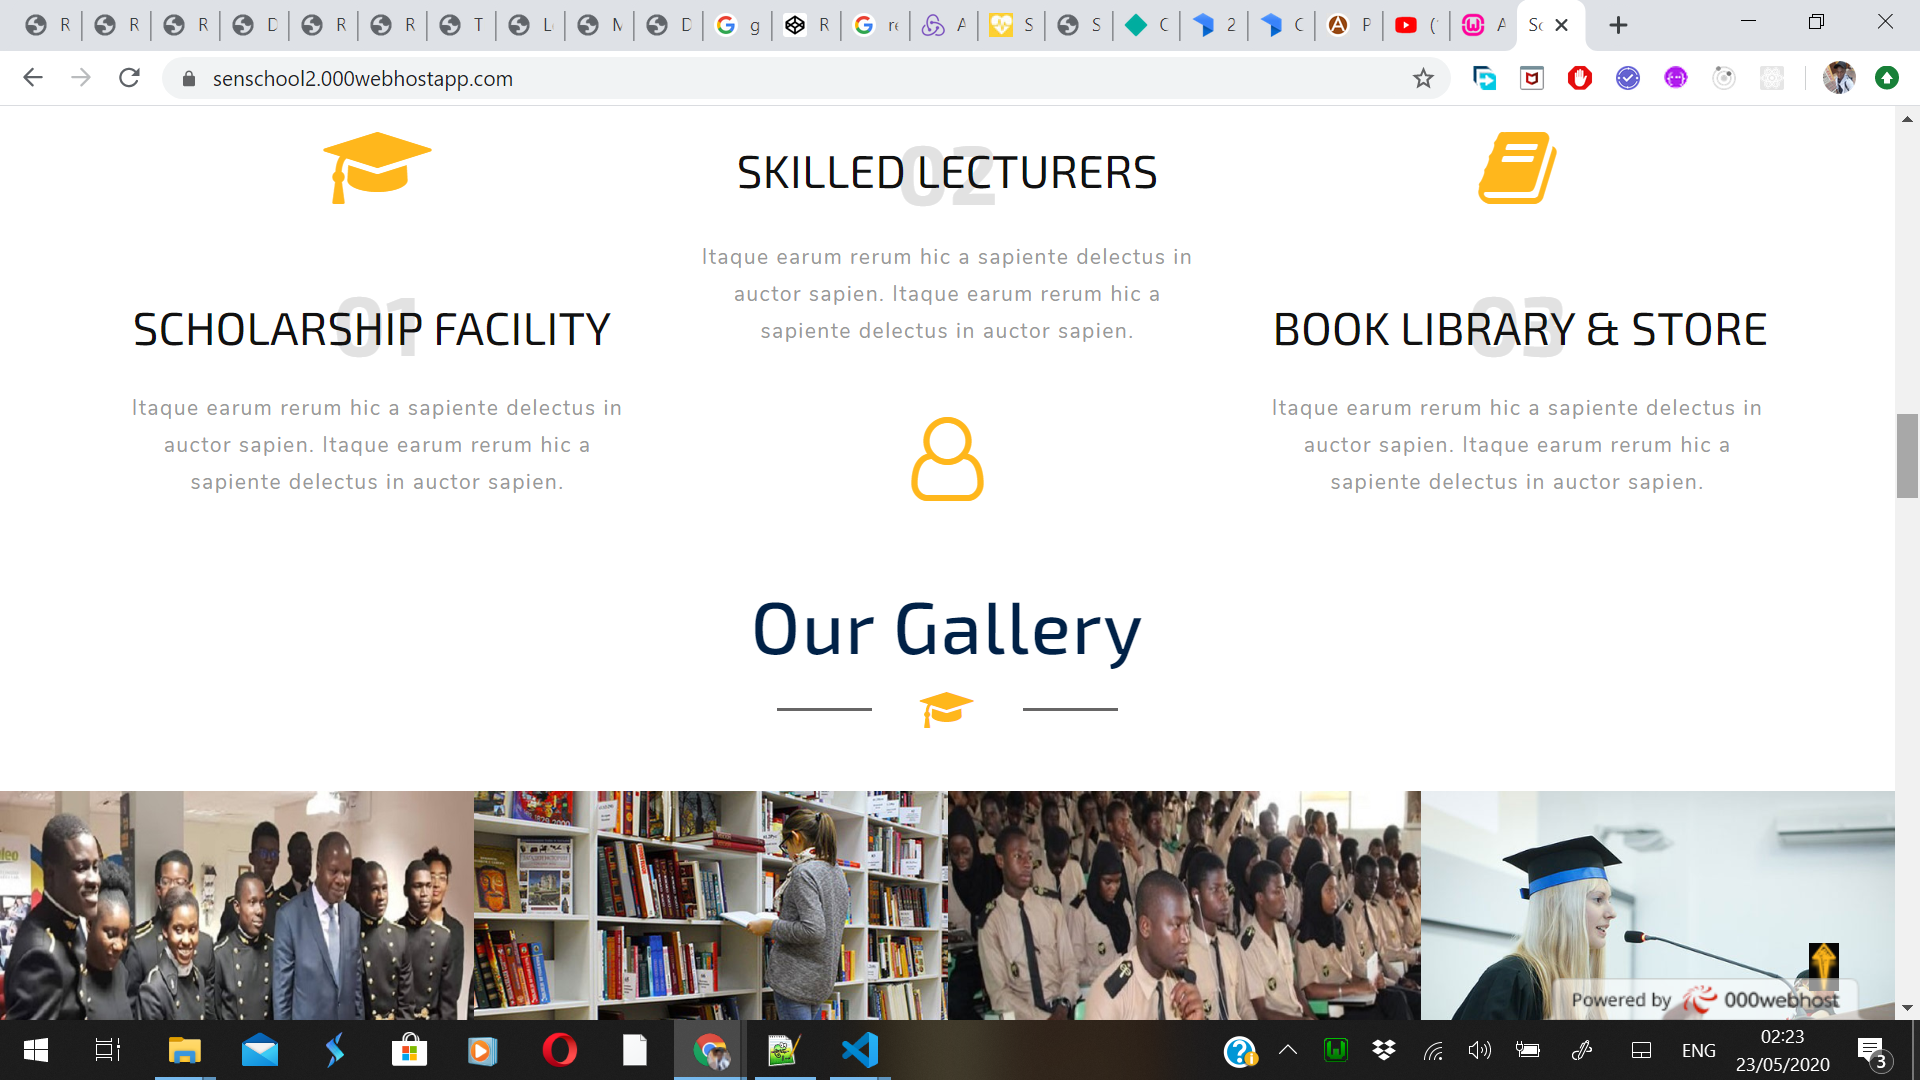 R
R
R
D
R
R
T
L
M
D
g
R
re
A
S
S
C
2
C
P
(
A
Sc
senschool2.000webhostapp.com
02
SKILLED LECTURERS
Itaque earum rerum hic a sapiente delectus in
auctor sapien. Itaque earum rerum hic a
sapiente delectus in auctor sapien.
01
SCHOLARSHIP FACILITY
Itaque earum rerum hic a sapiente delectus in
auctor sapien. Itaque earum rerum hic a
sapiente delectus in auctor sapien.
03
BOOK LIBRARY & STORE
Itaque earum rerum hic a sapiente delectus in
auctor sapien. Itaque earum rerum hic a
sapiente delectus in auctor sapien.
Our Gallery
Powered by 000webhost
ENG
02:23
23/05/2020
3